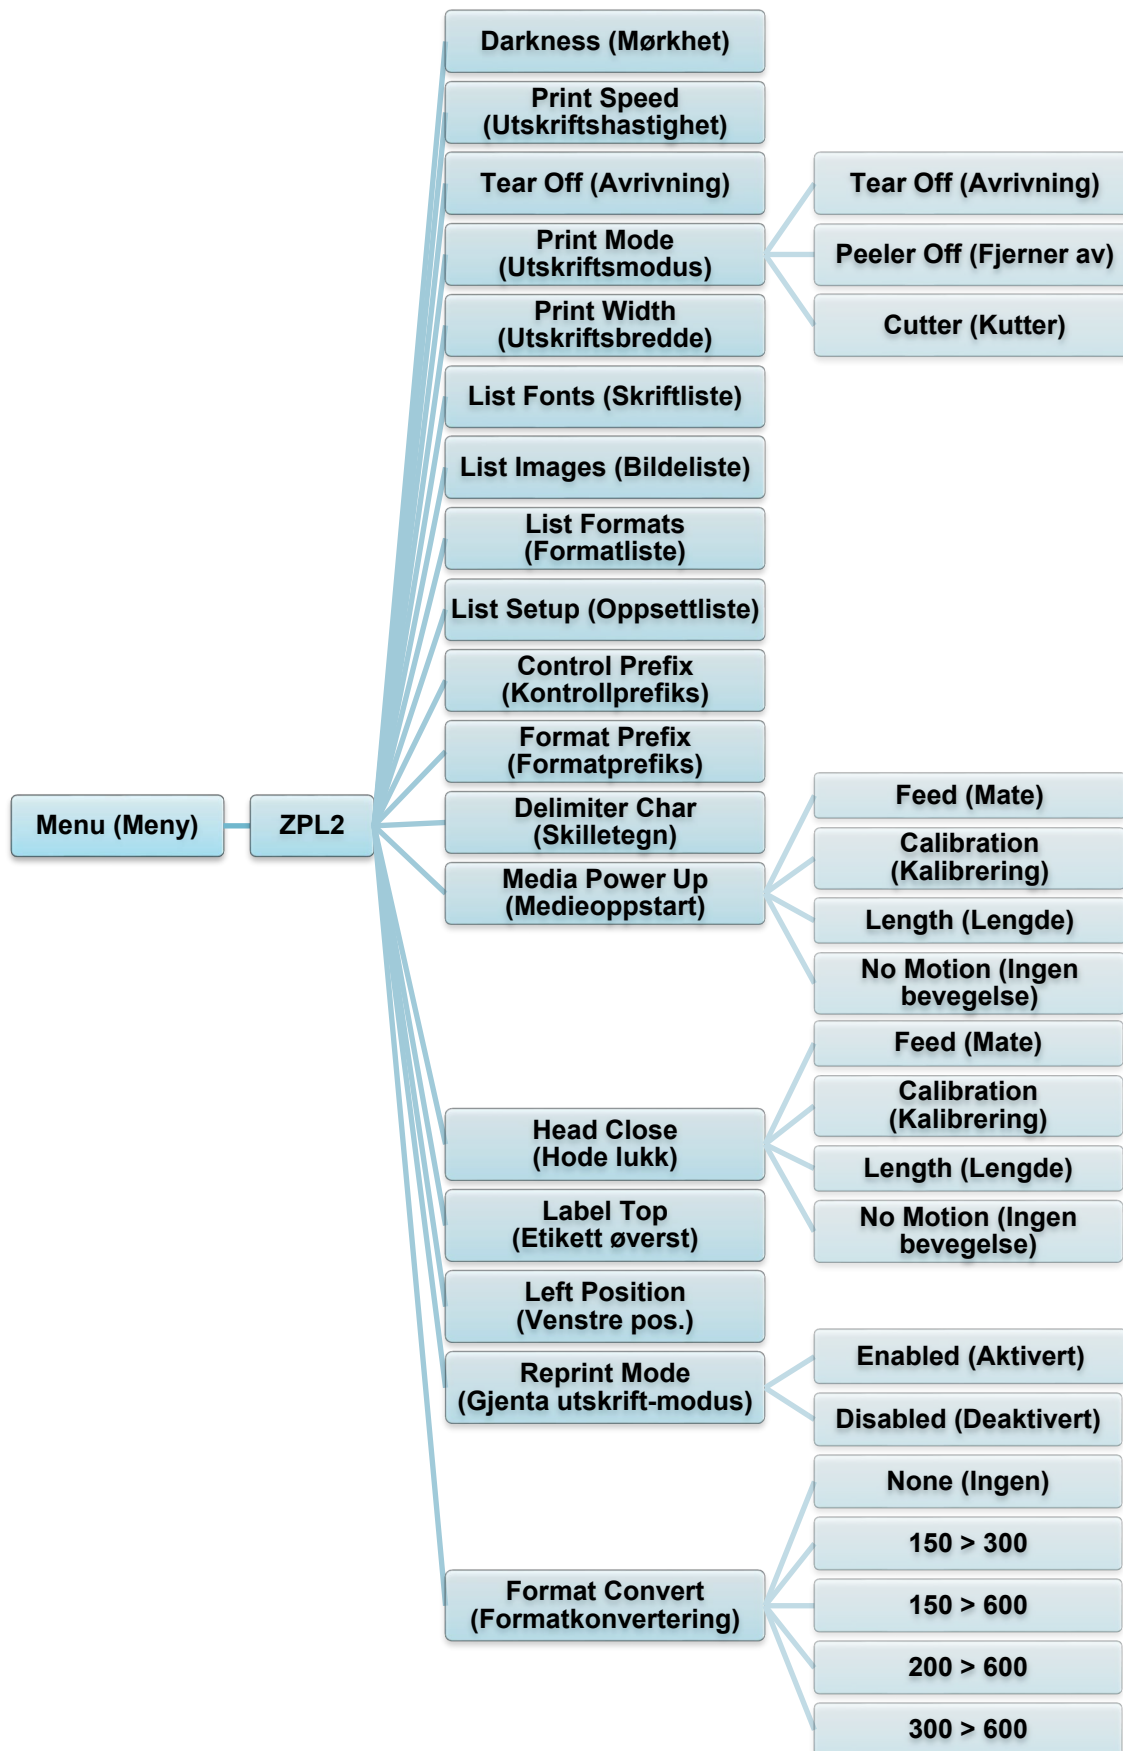 Darkness (Mørkhet)
Print Speed
(Utskriftshastighet)
Tear Off (Avrivning)
Tear Off (Avrivning)
Print Mode
(Utskriftsmodus)
Peeler Off (Fjerner av)
Print Width
(Utskriftsbredde)
Cutter (Kutter)
List Fonts (Skriftliste)
List Images (Bildeliste)
List Formats
(Formatliste)
List Setup (Oppsettliste)
Control Prefix
(Kontrollprefiks)
Format Prefix
(Formatprefiks)
Menu (Meny)
ZPL2
Delimiter Char
(Skilletegn)
Feed (Mate)
Calibration
(Kalibrering)
Media Power Up
(Medieoppstart)
Length (Lengde)
No Motion (Ingen
bevegelse)
Feed (Mate)
Calibration
(Kalibrering)
Head Close
(Hode lukk)
Length (Lengde)
No Motion (Ingen
bevegelse)
Label Top
(Etikett øverst)
Left Position
(Venstre pos.)
Reprint Mode
(Gjenta utskrift-modus)
Enabled (Aktivert)
Disabled (Deaktivert)
None (Ingen)
150 > 300
Format Convert
(Formatkonvertering)
150 > 600
200 > 600
300 > 600